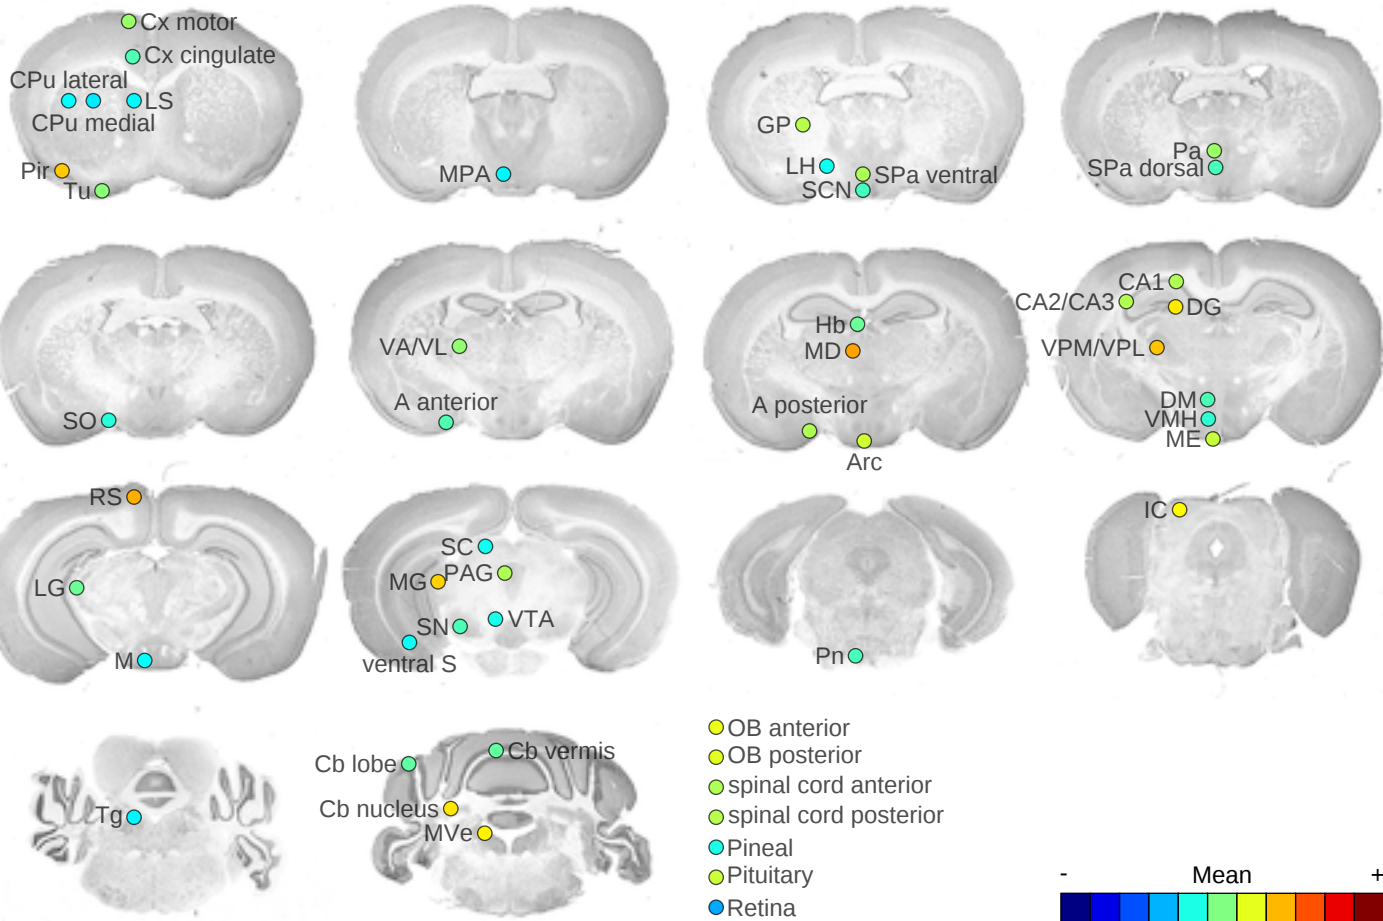 Cx motor
Cx cingulate
CPu lateral
LS
CPu medial
Pir
Tu
MPA
GP
LH
SPa ventral
SCN
Pa
SPa dorsal
SO
VA/VL
A anterior
Hb
MD
A posterior
Arc
CA1
CA2/CA3
DG
VPM/VPL
DM
VMH
ME
RS
LG
M
SC
MG
PAG
SN
VTA
ventral S
Pn
IC
Tg
Cb lobe
Cb vermis
Cb nucleus
MVe
OB anterior
OB posterior
spinal cord anterior
spinal cord posterior
Pineal
Pituitary
Retina
- Mean +